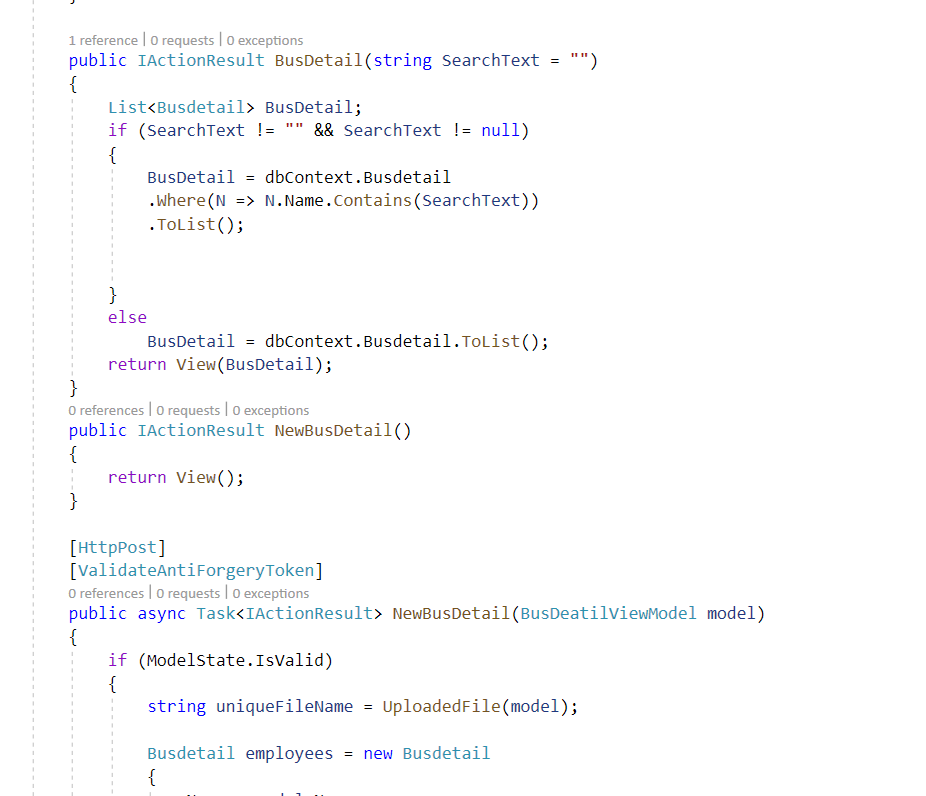 }
1 reference | 0 requests | 0 exceptions
public IActionResult BusDetail(string SearchText = "")
{
List<Busdetail> BusDetail;
if (SearchText != "" && SearchText != null)
{
BusDetail = dbContext.Busdetail
.Where(N => N.Name.Contains(SearchText))
.ToList();
}
else
BusDetail = dbContext.Busdetail.ToList();
return View(BusDetail);
}
0 references | 0 requests | 0 exceptions
public IActionResult NewBusDetail()
{
return View();
}
[HttpPost]
[ValidateAntiForgeryToken]
0 references | 0 requests | 0 exceptions
public async Task<IActionResult> NewBusDetail(BusDeatilViewModel model)
{
if (ModelState.IsValid)
{
string uniqueFileName = UploadedFile(model);
Busdetail employees = new Busdetail
{